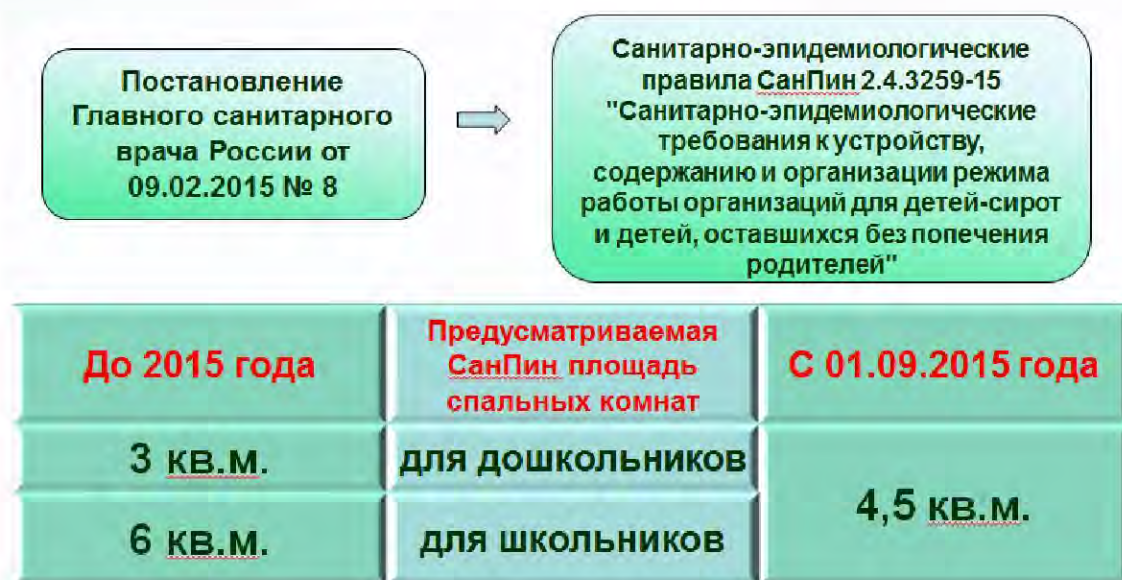 Постановление
Главного санитарного
врача России от
09.02.2015 № 8
Санитарно-эпидемиологические
правила СанПин 2.4.3259-15
"Санитарно-эпидемиологические
требования к устройству,
содержанию и организации режима
работы организаций для детей-сирот
и детей, оставшихся без попечения
родителей"
До 2015 года
Предусматриваемая
СанПин площадь
спальных комнат
С 01.09.2015 года
3 кв.м.
для дошкольников
4,5 кв.м.
6 кв.м.
для школьников